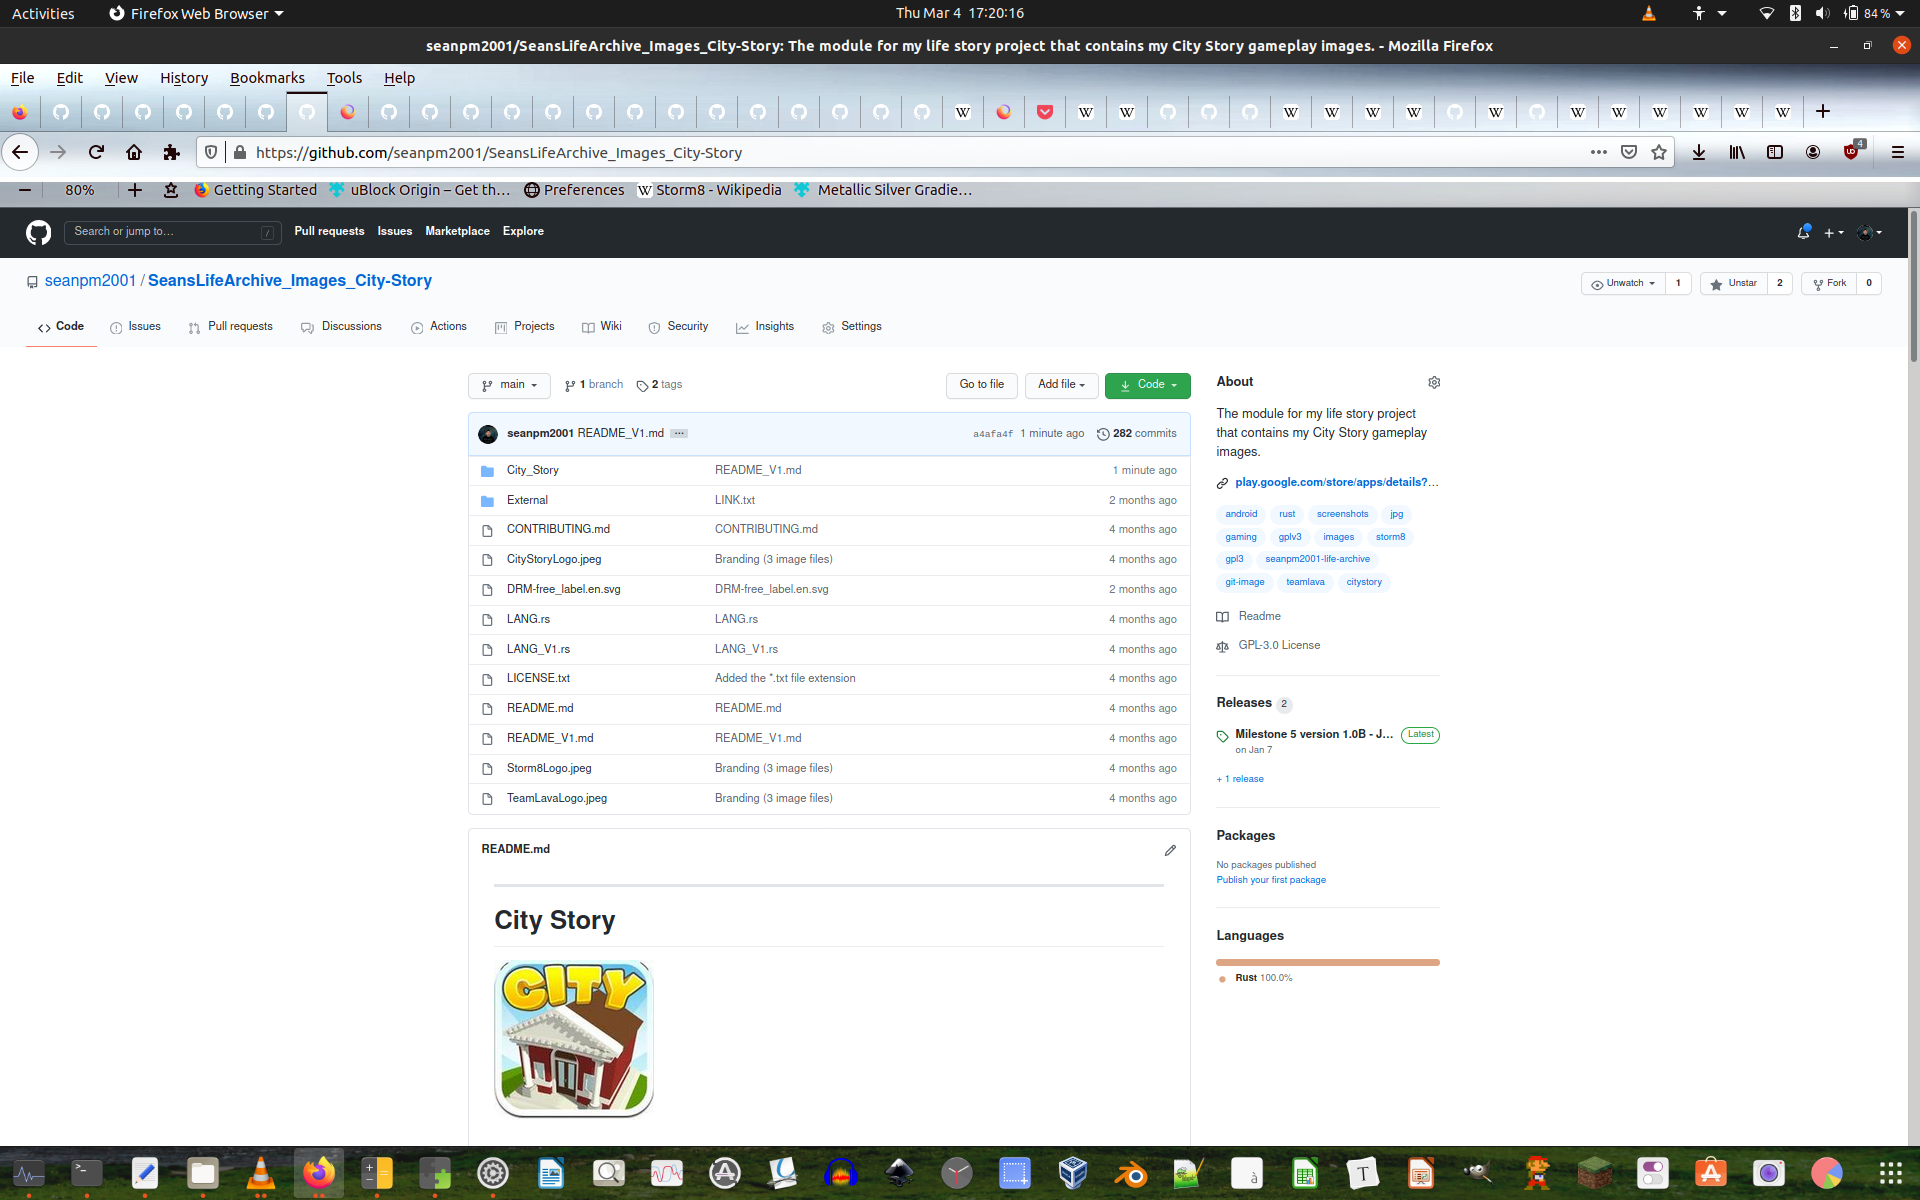 Activities Firefox Web Browser Thu Mar 4 17:20:16 84 %
seanpm2001/SeansLifeArchive_Images_City-Story: The module for my life story project that contains my City Story gameplay images. - Mozilla Firefox
File Edit View History Bookmarks Tools Help
https://github.com/seanpm2001/SeansLifeArchive_Images_City-Story 4
80% Getting Started uBlock Origin – Get th… Preferences Storm8 - Wikipedia Metallic Silver Gradie…
Search or jump to… / Pull requests Issues Marketplace Explore
seanpm2001 / SeansLifeArchive_Images_City-Story Unwatch 1 Unstar 2 Fork 0
Code Issues Pull requests Discussions Actions Projects Wiki Security Insights Settings
main 1 branch 2 tags Go to file Add file Code
seanpm2001 README_V1.md ... a4afa4f 1 minute ago 282 commits
City_Story README_V1.md 1 minute ago
External LINK.txt 2 months ago
CONTRIBUTING.md CONTRIBUTING.md 4 months ago
CityStoryLogo.jpeg Branding (3 image files) 4 months ago
DRM-free_label.en.svg DRM-free_label.en.svg 2 months ago
LANG.rs LANG.rs 4 months ago
LANG_V1.rs LANG_V1.rs 4 months ago
LICENSE.txt Added the *.txt file extension 4 months ago
README.md README.md 4 months ago
README_V1.md README_V1.md 4 months ago
Storm8Logo.jpeg Branding (3 image files) 4 months ago
TeamLavaLogo.jpeg Branding (3 image files) 4 months ago
README.md
City Story
CITY
About
The module for my life story project
that contains my City Story gameplay
images.
play.google.com/store/apps/details?…
android rust screenshots jpg
gaming gplv3 images storm8
gpl3 seanpm2001-life-archive
git-image teamlava citystory
Readme
GPL-3.0 License
Releases 2
Milestone 5 version 1.0B - J… Latest
on Jan 7
+ 1 release
Packages
No packages published
Publish your first package
Languages
Rust 100.0%